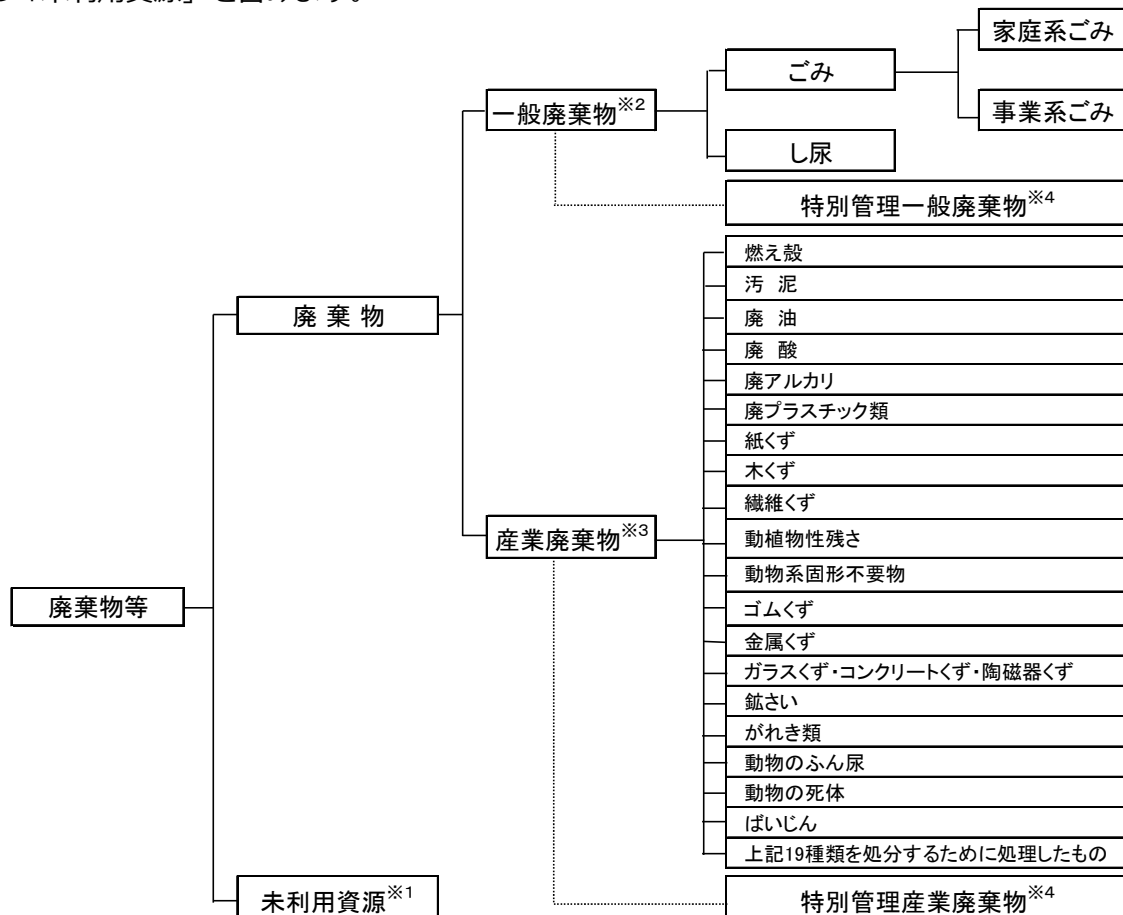 家庭系ごみ
ごみ
事業系ごみ
一般廃棄物※2
し尿
特別管理一般廃棄物※4
燃え殻
汚 泥
廃棄物
廃 油
廃 酸
廃アルカリ
廃プラスチック類
紙くず
木くず
繊維くず
産業廃棄物※3
動植物性残さ
動物系固形不要物
廃棄物等
ゴムくず
金属くず
ガラスくず・コンクリートくず・陶磁器くず
鉱さい
がれき類
動物のふん尿
動物の死体
ばいじん
上記19種類を処分するために処理したもの
未利用資源※1
特別管理産業廃棄物※4